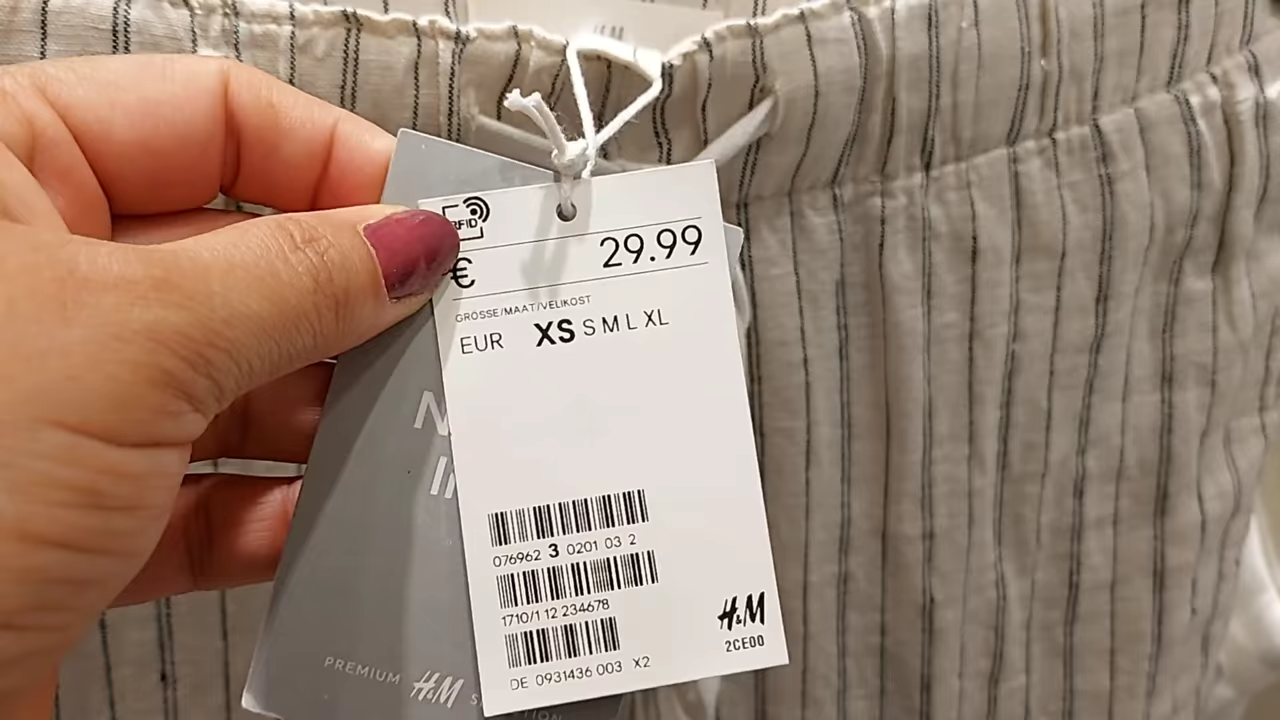 RFID
€ 29.99
GRÖSSE/MAAT/VELIKOST
EUR XS S M L XL
076962 3 0201 03 2
1710/1 12 234678
DE 0931436 003 X2
H&M
2CE00
PREMIUM H&M